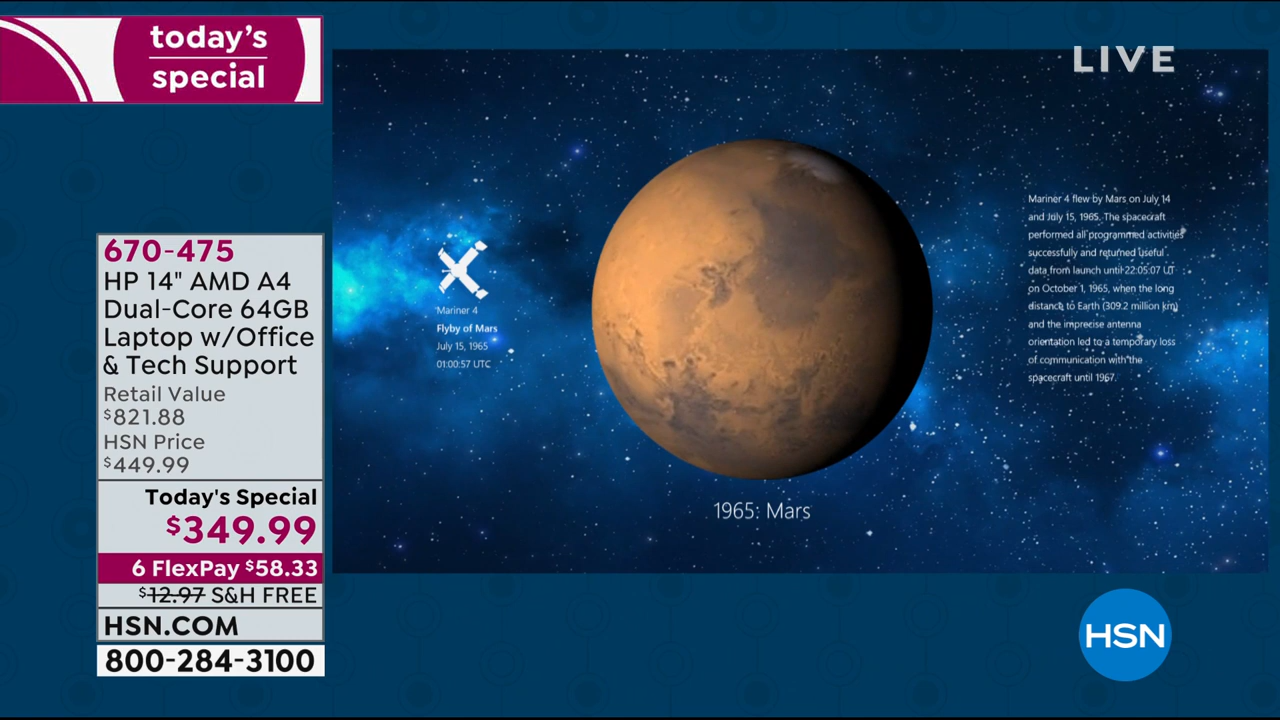 today's
special
LIVE
670-475
HP 14" AMD A4
Dual-Core 64GB
Laptop w/Office
& Tech Support
Retail Value
$821.88
HSN Price
$449.99
Today's Special
$349.99
6 FlexPay $58.33
$12.97 S&H FREE
HSN.COM
800-284-3100
Mariner 4
Flyby of Mars
July 15, 1965
01:00:57 UTC
1965: Mars
Mariner 4 flew by Mars on July 14
and July 15, 1965. The spacecraft
performed all programmed activities
successfully and returned useful
data from launch until 22:05:07 UT
on October 1, 1965, when the long
distance to Earth (309.2 million km)
and the imprecise antenna
orientation led to a temporary loss
of communication with the
spacecraft until 1967.
HSN